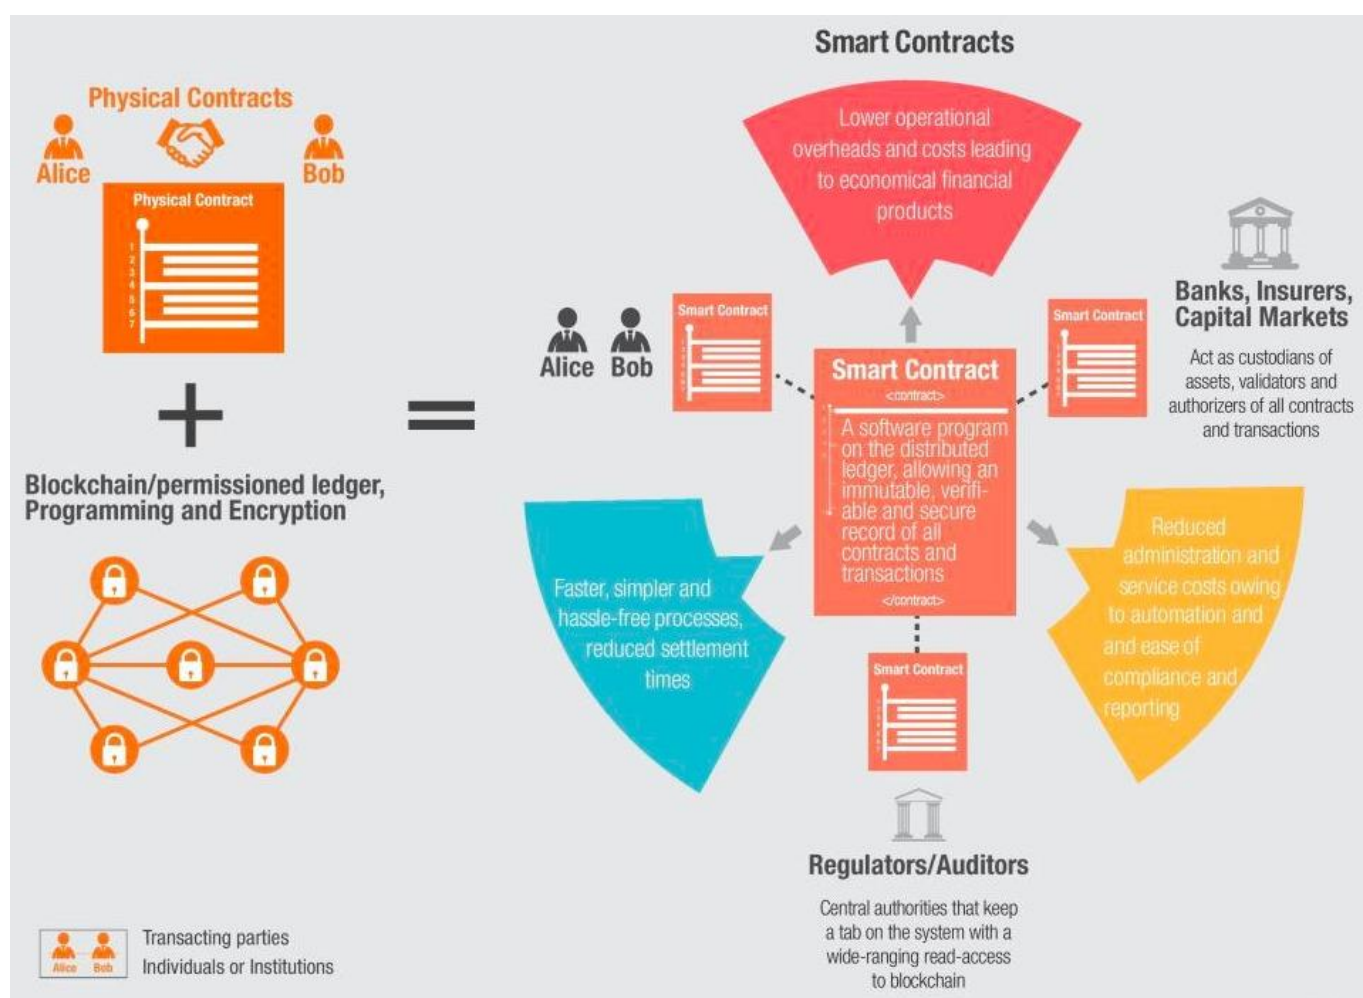 Smart Contracts
Physical Contracts
Alice
Bob
Physical Contract
1
2
3
4
5
6
7
Blockchain/permissioned ledger,
Programming and Encryption
Lower operational
overheads and costs leading
to economical financial
products
Alice Bob
Smart Contract
Smart Contract
Banks, Insurers,
Capital Markets
Act as custodians of
assets, validators and
authorizers of all contracts
and transactions
Smart Contract
<contract>
A software program
on the distributed
ledger, allowing an
immutable, verifi-
able and secure
record of all
contracts and
transactions
</contract>
Faster, simpler and
hassle-free processes,
reduced settlement
times
Reduced
administration and
service costs owing
to automation and
and ease of
compliance and
reporting
Smart Contract
Regulators/Auditors
Central authorities that keep
a tab on the system with a
wide-ranging read-access
to blockchain
Alice Bob
Transacting parties
Individuals or Institutions